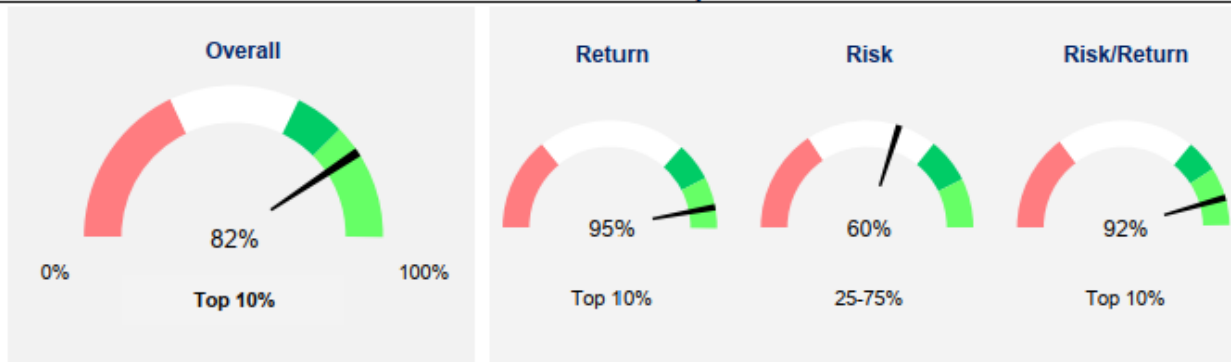 Overall
82%
0%
100%
Top 10%
Return
Risk
Risk/Return
95%
60%
92%
Top 10%
25-75%
Top 10%